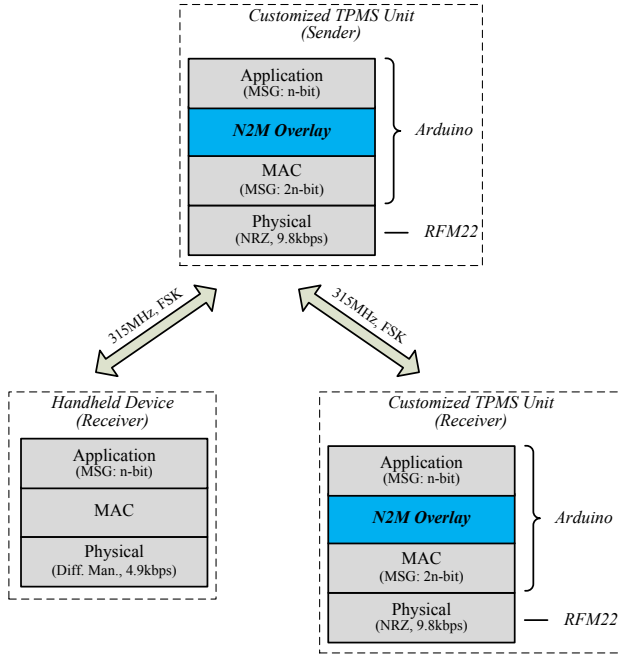 Customized TPMS Unit
(Sender)
Application
(MSG: n-bit)
N2M Overlay
MAC
(MSG: 2n-bit)
Physical
(NRZ, 9.8kbps)
Arduino
RFM22
315MHz, FSK
315MHz, FSK
Handheld Device
(Receiver)
Application
(MSG: n-bit)
MAC
Physical
(Diff. Man., 4.9kbps)
Customized TPMS Unit
(Receiver)
Application
(MSG: n-bit)
N2M Overlay
MAC
(MSG: 2n-bit)
Physical
(NRZ, 9.8kbps)
Arduino
RFM22